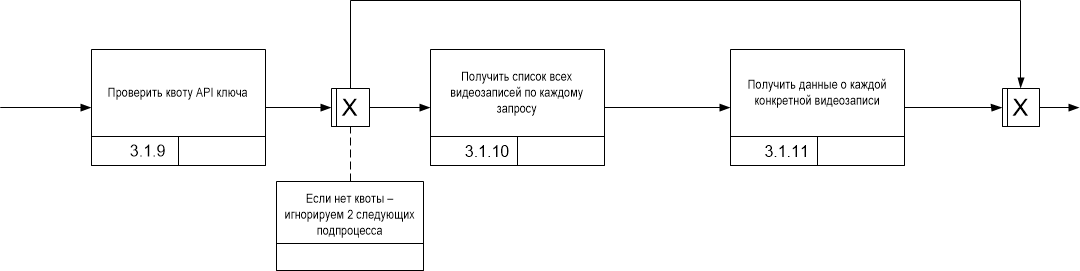 Проверить квоту API ключа
3.1.9
X
Получить список всех
видеозаписей по каждому
запросу
3.1.10
Получить данные о каждой
конкретной видеозаписи
3.1.11
X
Если нет квоты –
игнорируем 2 следующих
подпроцесса